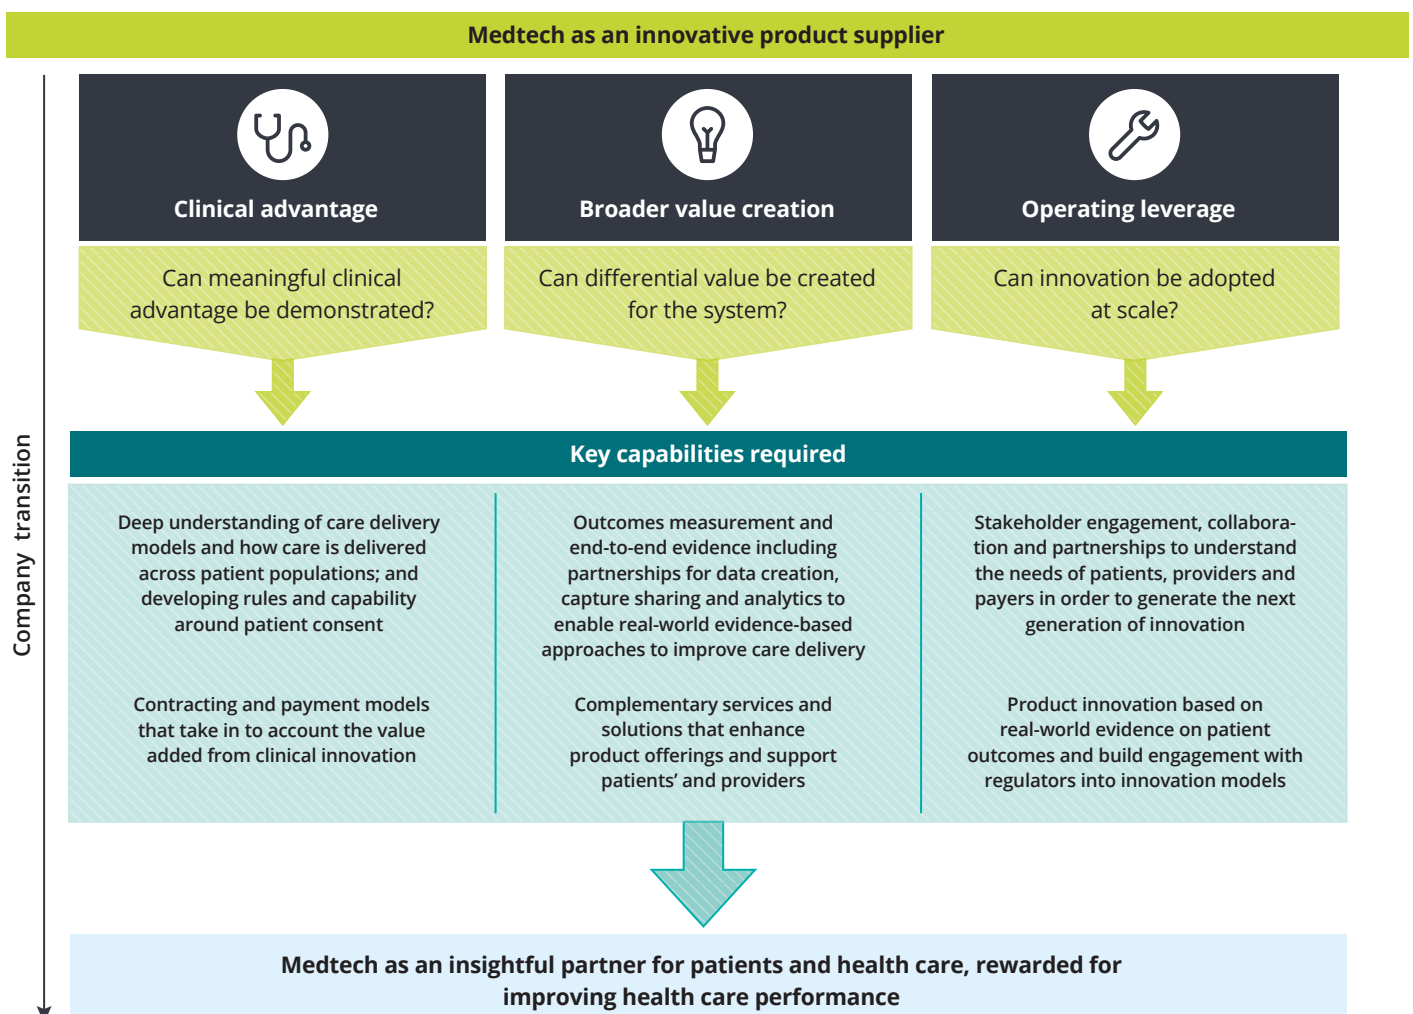 Medtech as an innovative product supplier
Clinical advantage
Broader value creation
Operating leverage
Can meaningful clinical
advantage be demonstrated?
Can differential value be created
for the system?
Can innovation be adopted
at scale?
Company transition
Key capabilities required
Deep understanding of care delivery
models and how care is delivered
across patient populations; and
developing rules and capability
around patient consent
Contracting and payment models
that take in to account the value
added from clinical innovation
Outcomes measurement and
end-to-end evidence including
partnerships for data creation,
capture sharing and analytics to
enable real-world evidence-based
approaches to improve care delivery
Complementary services and
solutions that enhance
product offerings and support
patients’ and providers
Stakeholder engagement, collabora-
tion and partnerships to understand
the needs of patients, providers and
payers in order to generate the next
generation of innovation
Product innovation based on
real-world evidence on patient
outcomes and build engagement with
regulators into innovation models
Medtech as an insightful partner for patients and health care, rewarded for
improving health care performance